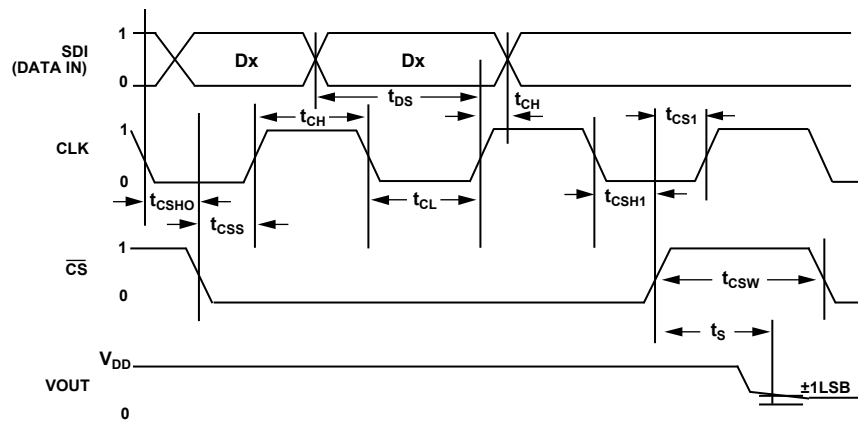 SDI
(DATA IN)
1
0
Dx
Dx
tDS
tCH
tCH
tCS1
CLK
1
0
tCSHO
tCSS
tCL
tCSH1
CS
1
0
tCSW
tS
VDD
VOUT
0
±1LSB